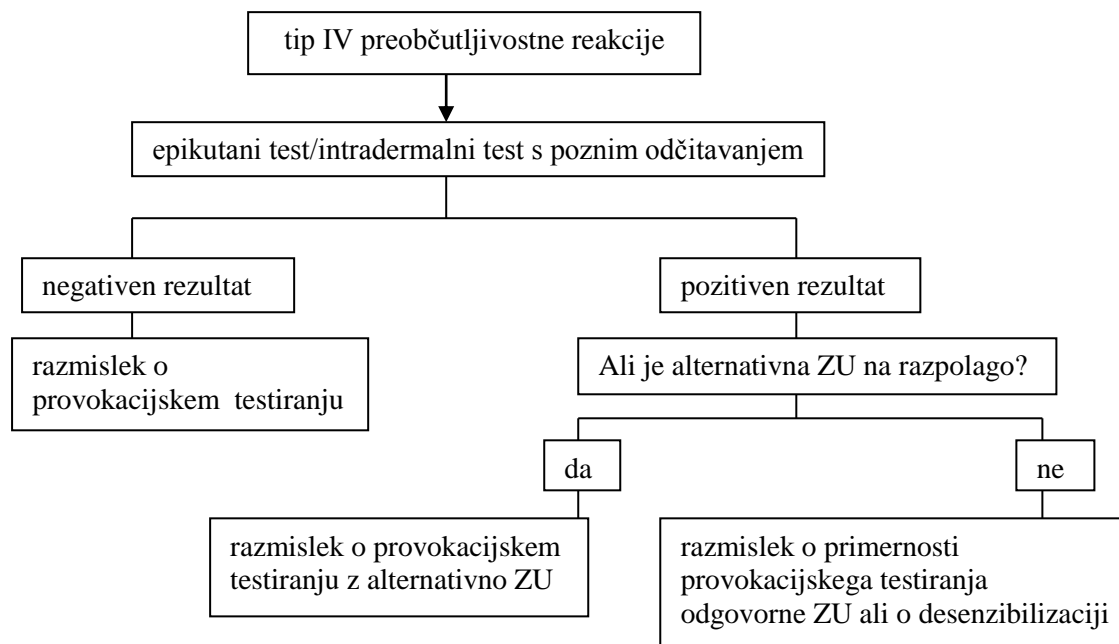 tip IV preobčutljivostne reakcije
epikutani test/intradermalni test s poznim odčitavanjem
negativen rezultat
pozitiven rezultat
razmislek o
provokacijskem testiranju
Ali je alternativna ZU na razpolago?
da
ne
razmislek o provokacijskem
testiranju z alternativno ZU
razmislek o primernosti
provokacijskega testiranja
odgovorne ZU ali o desenzibilizaciji